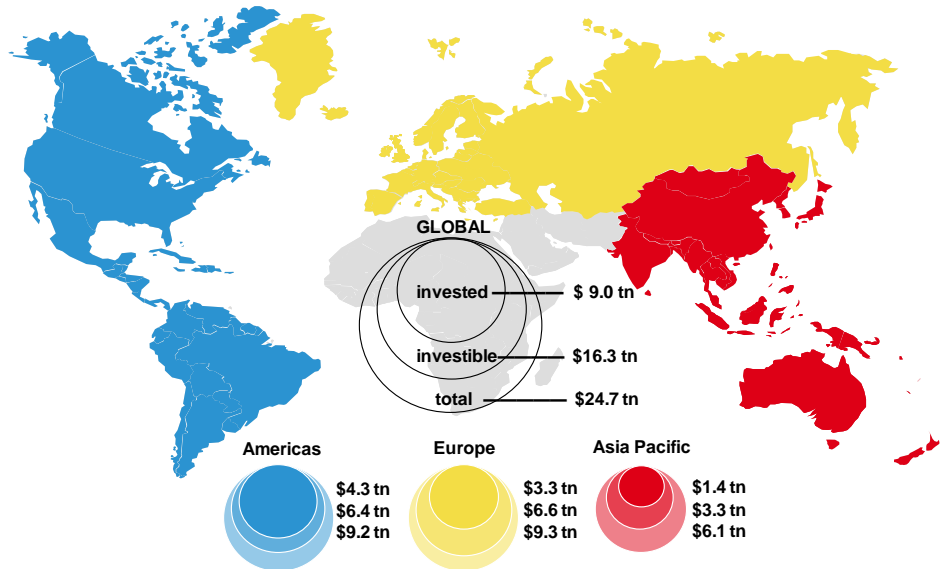 GLOBAL
invested $ 9.0 tn
investible $16.3 tn
total $24.7 tn
Americas
$4.3 tn
$6.4 tn
$9.2 tn
Europe
$3.3 tn
$6.6 tn
$9.3 tn
Asia Pacific
$1.4 tn
$3.3 tn
$6.1 tn